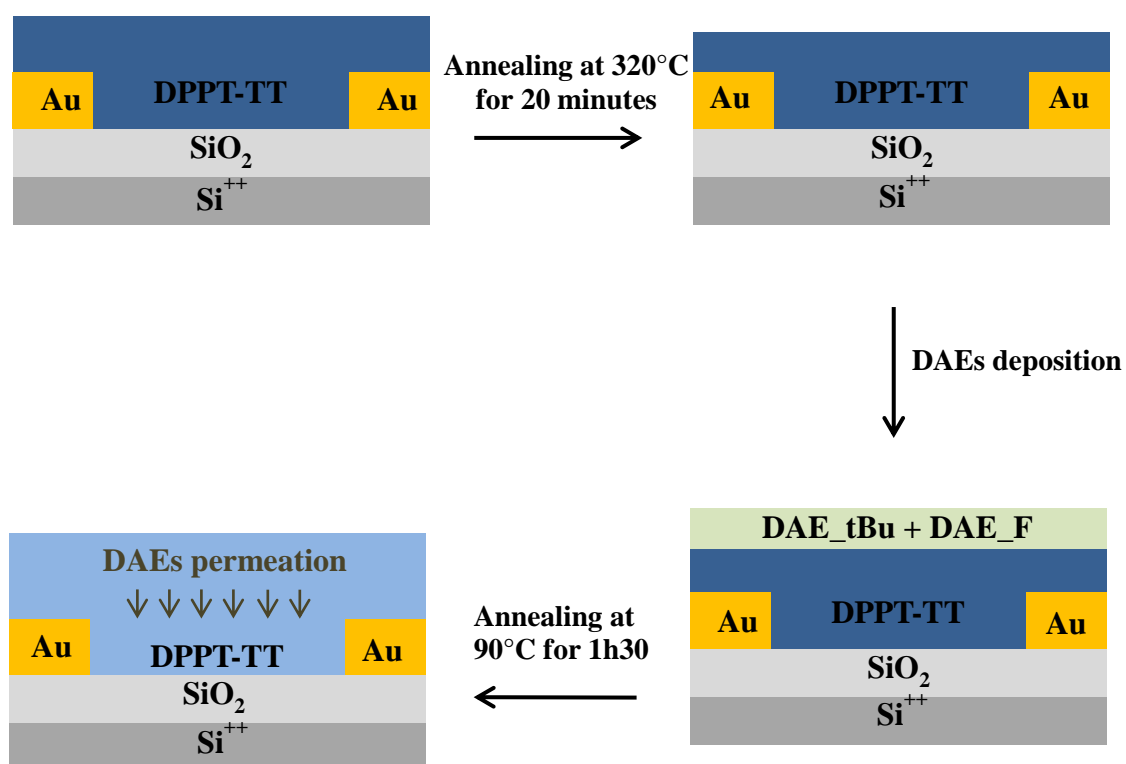 Au DPPT-TT Au
SiO₂
Si⁺⁺
Annealing at 320°C
for 20 minutes
Au DPPT-TT Au
SiO₂
Si⁺⁺
DAEs deposition
DAE_tBu + DAE_F
Au DPPT-TT Au
SiO₂
Si⁺⁺
Annealing at
90°C for 1h30
DAEs permeation
Au DPPT-TT Au
SiO₂
Si⁺⁺